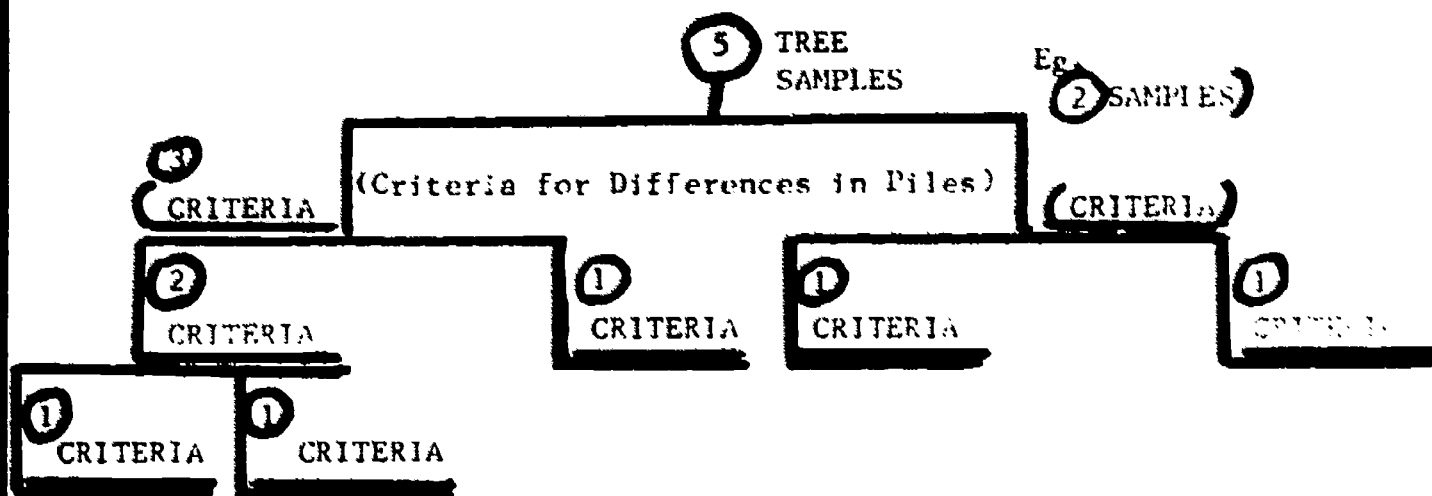 5 TREE
SAMPLES
Eg.
2 SAMPLES)
3
(CRITERIA
(Criteria for Differences in Piles)
(CRITERIA)
2
CRITERIA
1
CRITERIA
1
CRITERIA
1
CRITERIA
1
CRITERIA
1
CRITERIA